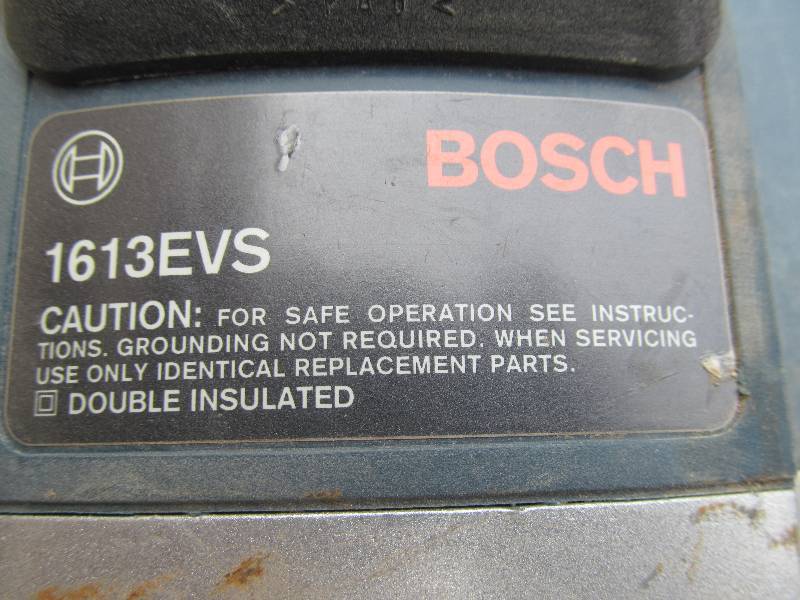 BOSCH
1613EVS
CAUTION: FOR SAFE OPERATION SEE INSTRUC-
TIONS. GROUNDING NOT REQUIRED. WHEN SERVICING
USE ONLY IDENTICAL REPLACEMENT PARTS.
DOUBLE INSULATED